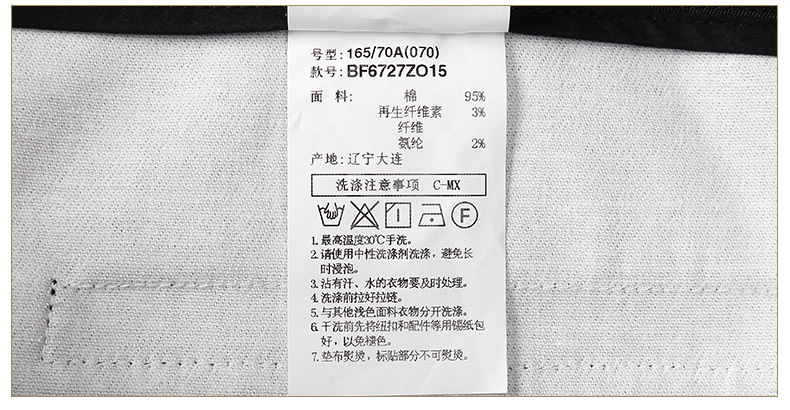 号型: 165/70A(070)
款号: BF6727ZO15
面 料: 棉 95%
再生纤维素 3%
纤维
氨纶 2%
产地: 辽宁大连
洗涤注意事项 C-MX
F
1. 最高温度30℃手洗。
2. 请使用中性洗涤剂洗涤，避免长
时浸泡。
3. 沾有汗、水的衣物要及时处理。
4. 洗涤前拉好拉链。
5. 与其他浅色面料衣物分开洗涤。
6. 干洗前先将纽扣和配件等用锡纸包
好，以免褪色。
7. 垫布熨烫，标贴部分不可熨烫。